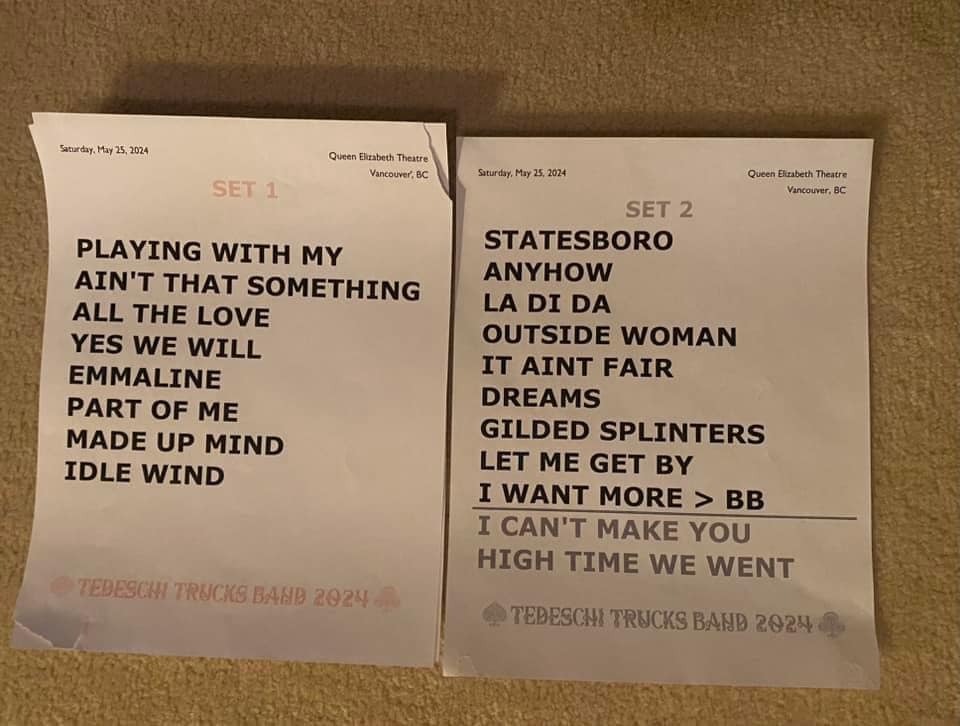 Saturday, May 25, 2024
Queen Elizabeth Theatre
Vancouver, BC
SET 1
PLAYING WITH MY
AIN'T THAT SOMETHING
ALL THE LOVE
YES WE WILL
EMMALINE
PART OF ME
MADE UP MIND
IDLE WIND
TEDESCHI TRUCKS BAND 2024
Saturday, May 25, 2024
Queen Elizabeth Theatre
Vancouver, BC
SET 2
STATESBORO
ANYHOW
LA DI DA
OUTSIDE WOMAN
IT AINT FAIR
DREAMS
GILDED SPLINTERS
LET ME GET BY
I WANT MORE > BB
I CAN'T MAKE YOU
HIGH TIME WE WENT
TEDESCHI TRUCKS BAND 2024